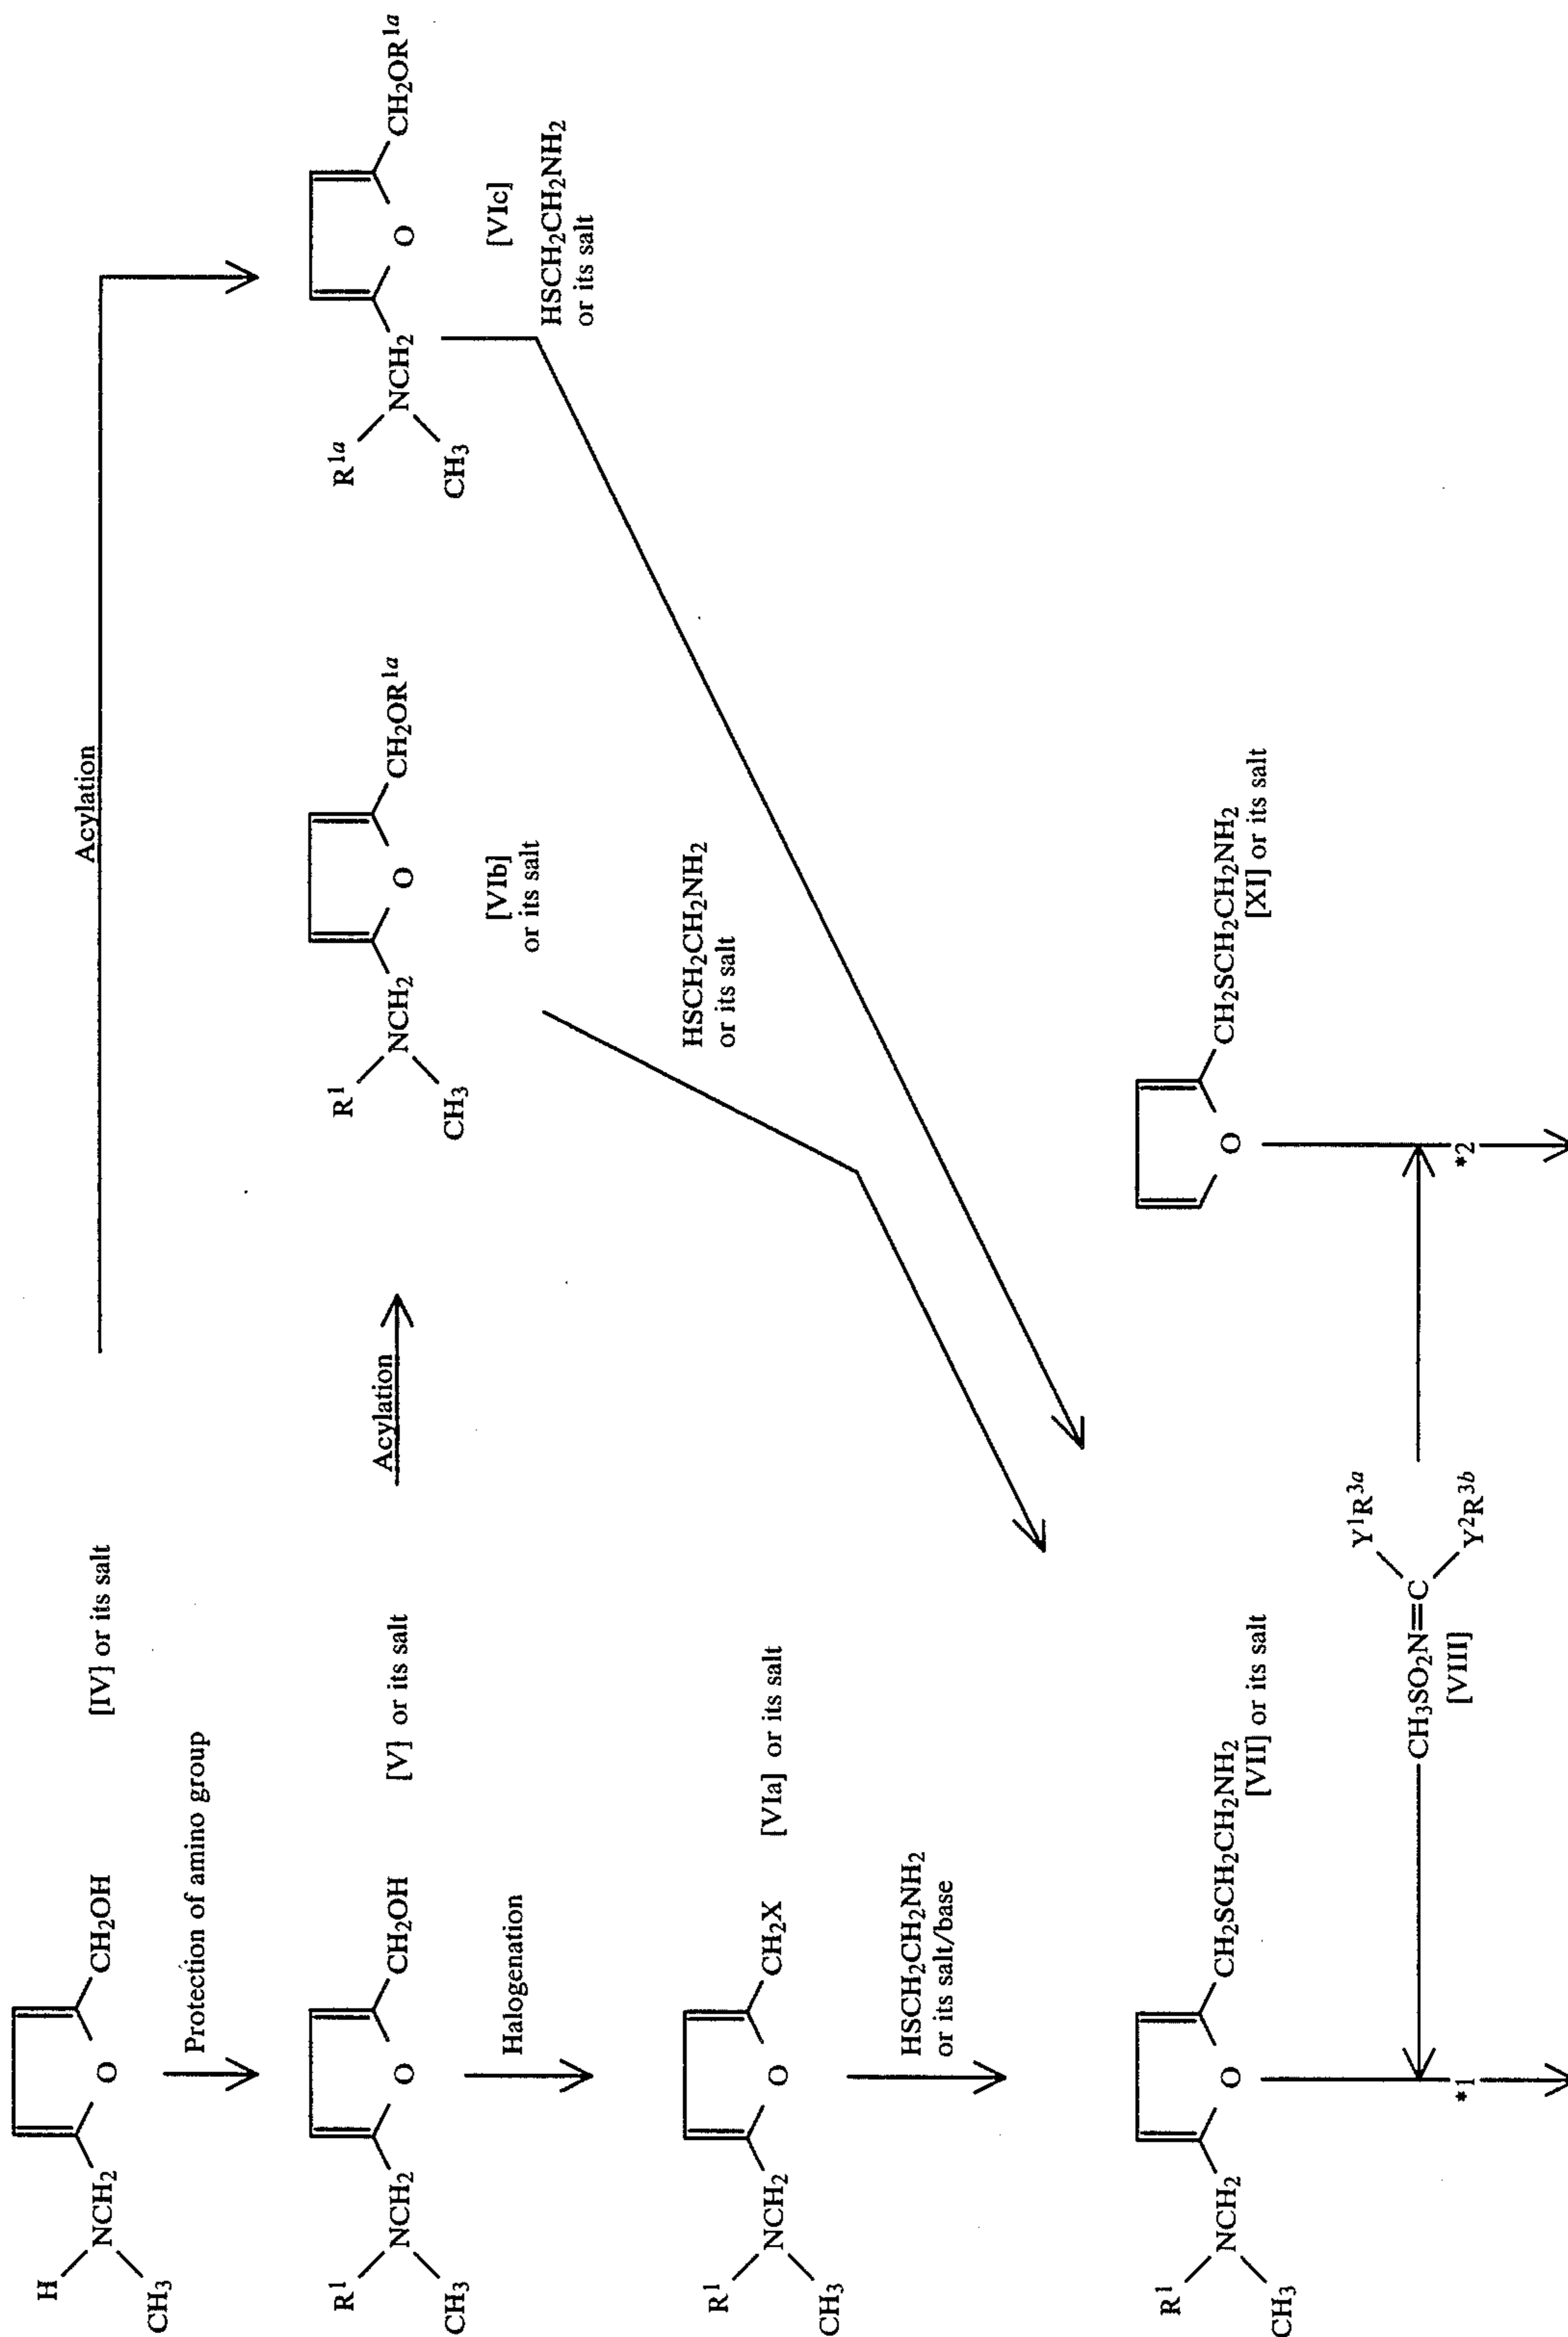 H
NCH2
CH3
O
CH2OH
[IV] or its salt
Acylation
Protection of amino group
R1
NCH2
CH3
O
CH2OH
[V] or its salt
Acylation
R1
NCH2
CH3
O
CH2OR1a
[VIb]
or its salt
R1a
NCH2
CH3
O
CH2OR1a
[VIc]
HSCH2CH2NH2
or its salt
Halogenation
HSCH2CH2NH2
or its salt
R1
NCH2
CH3
O
CH2X
[VIa] or its salt
HSCH2CH2NH2
or its salt/base
R1
NCH2
CH3
O
CH2SCH2CH2NH2
[VII] or its salt
O
CH2SCH2CH2NH2
[XI] or its salt
CH3SO2N=C
Y1R3a
Y2R3b
[VIII]
*1
*2